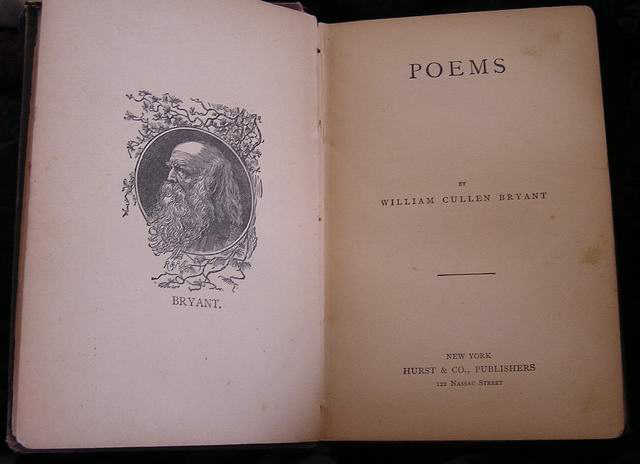 BRYANT.
POEMS
BY
WILLIAM CULLEN BRYANT
NEW YORK
HURST & CO., PUBLISHERS
122 NASSAU STREET